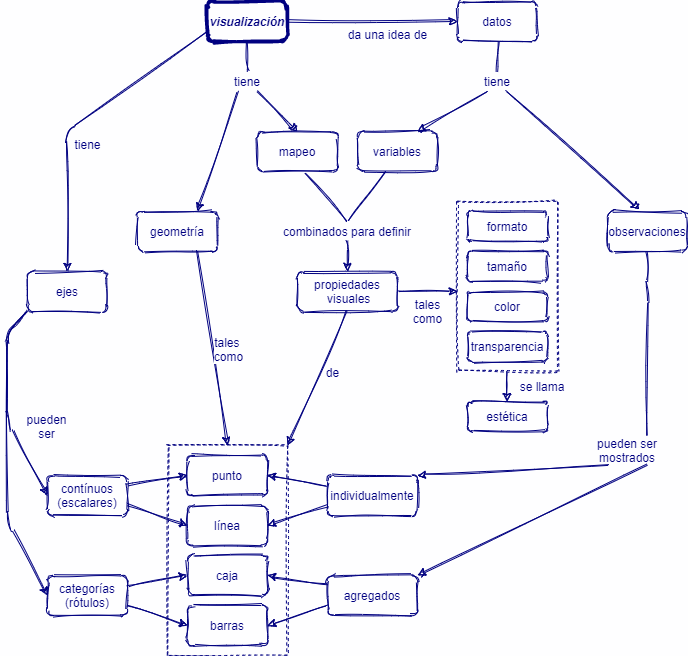 visualización
da una idea de
datos
tiene
tiene
tiene
mapeo
variables
geometría
combinados para definir
formato
observaciones
tamaño
ejes
propiedades
visuales
tales
como
color
transparencia
tales
como
de
se llama
estética
pueden
ser
pueden ser
mostrados
punto
contínuos
(escalares)
individualmente
línea
caja
categorías
(rótulos)
agregados
barras